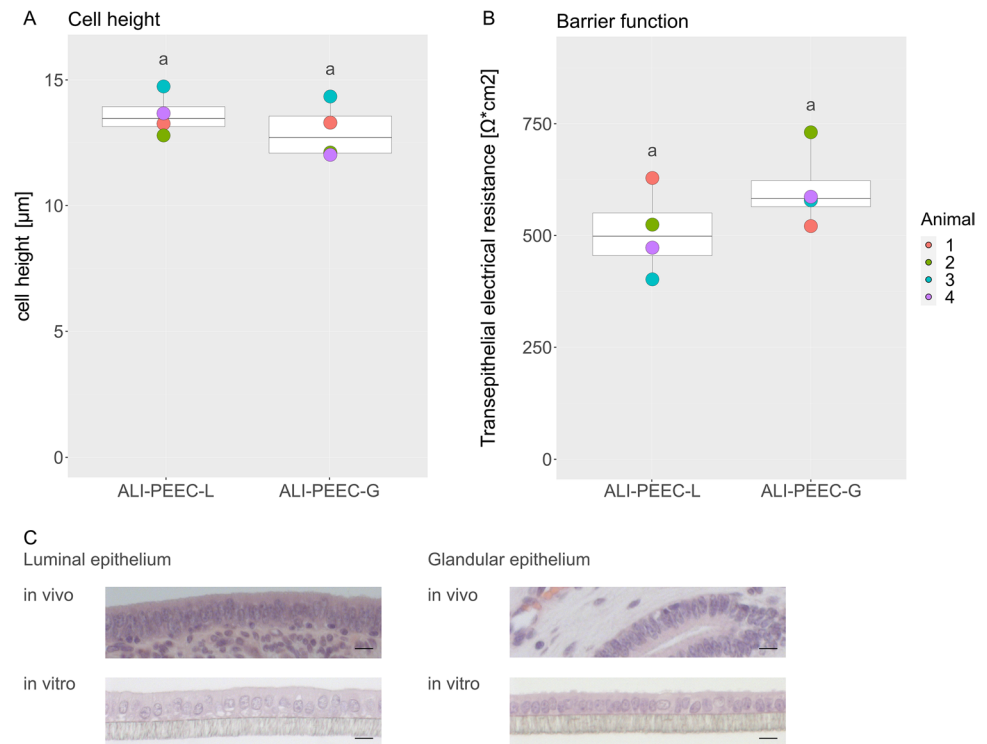 A
Cell height
a
a
15
10
5
0
cell height [µm]
ALI-PEEC-L
ALI-PEEC-G
B
Barrier function
a
a
750
500
250
0
Transepithelial electrical resistance [Ω*cm2]
ALI-PEEC-L
ALI-PEEC-G
Animal
1
2
3
4
C
Luminal epithelium
Glandular epithelium
in vivo
in vivo
in vitro
in vitro